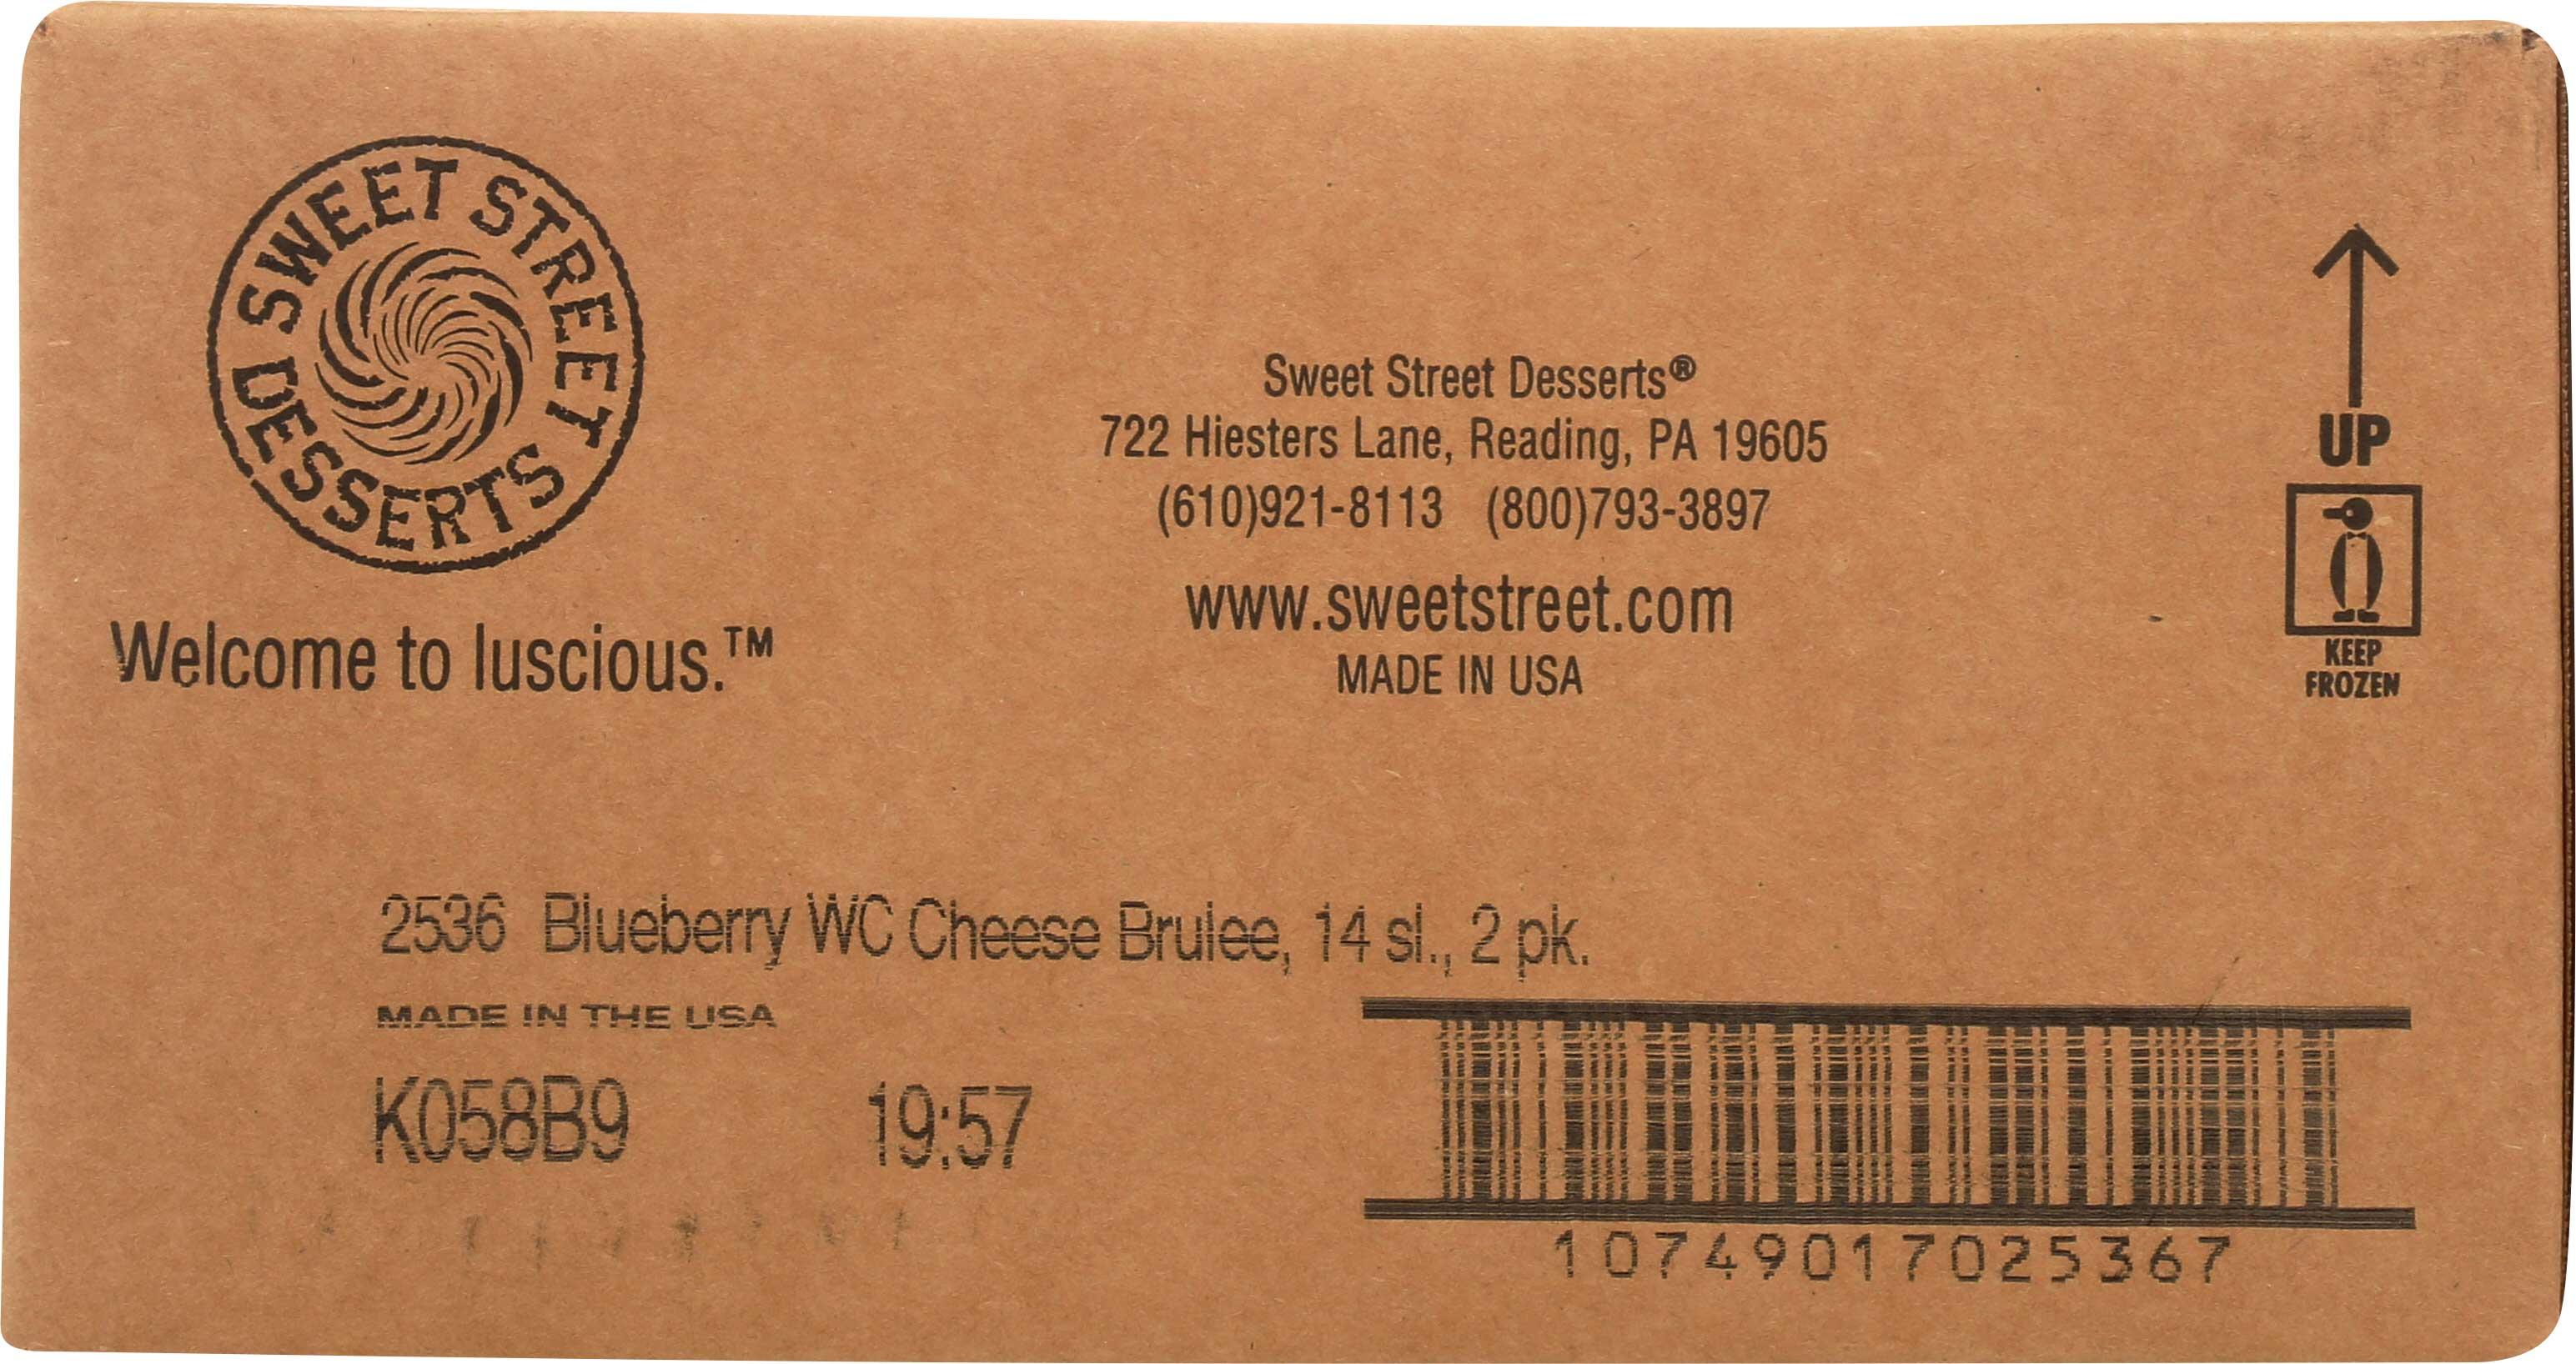 SWEET STREET DESSERTS
Welcome to luscious.™
Sweet Street Desserts®
722 Hiesters Lane, Reading, PA 19605
(610)921-8113 (800)793-3897
www.sweetstreet.com
MADE IN USA
UP
KEEP
FROZEN
2536 Blueberry WC Cheese Brulee, 14 sl., 2 pk.
MADE IN THE USA
K058B9 19:57
10749017025367